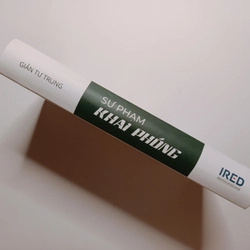 GIẢN TƯ TRUNG
SƯ PHẠM
KHAI PHÓNG
IRED